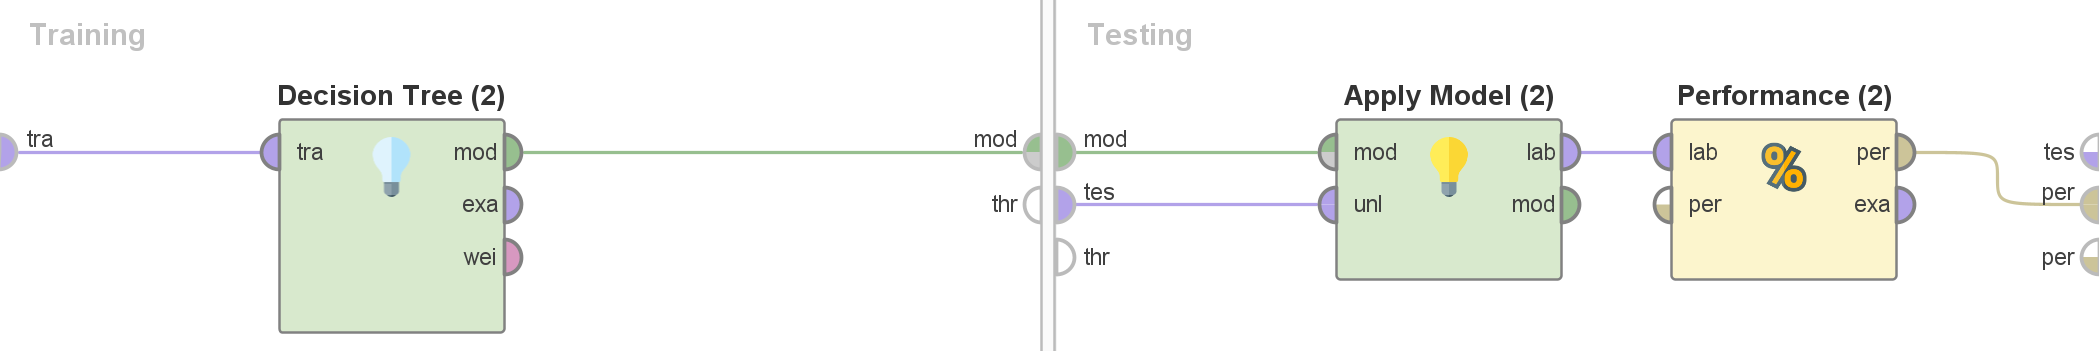 Training
Testing
Decision Tree (2)
Apply Model (2)
Performance (2)
tra
tra
mod
mod
mod
mod
lab
lab
per
tes
exa
thr
tes
unl
mod
per
exa
per
wei
thr
per
%